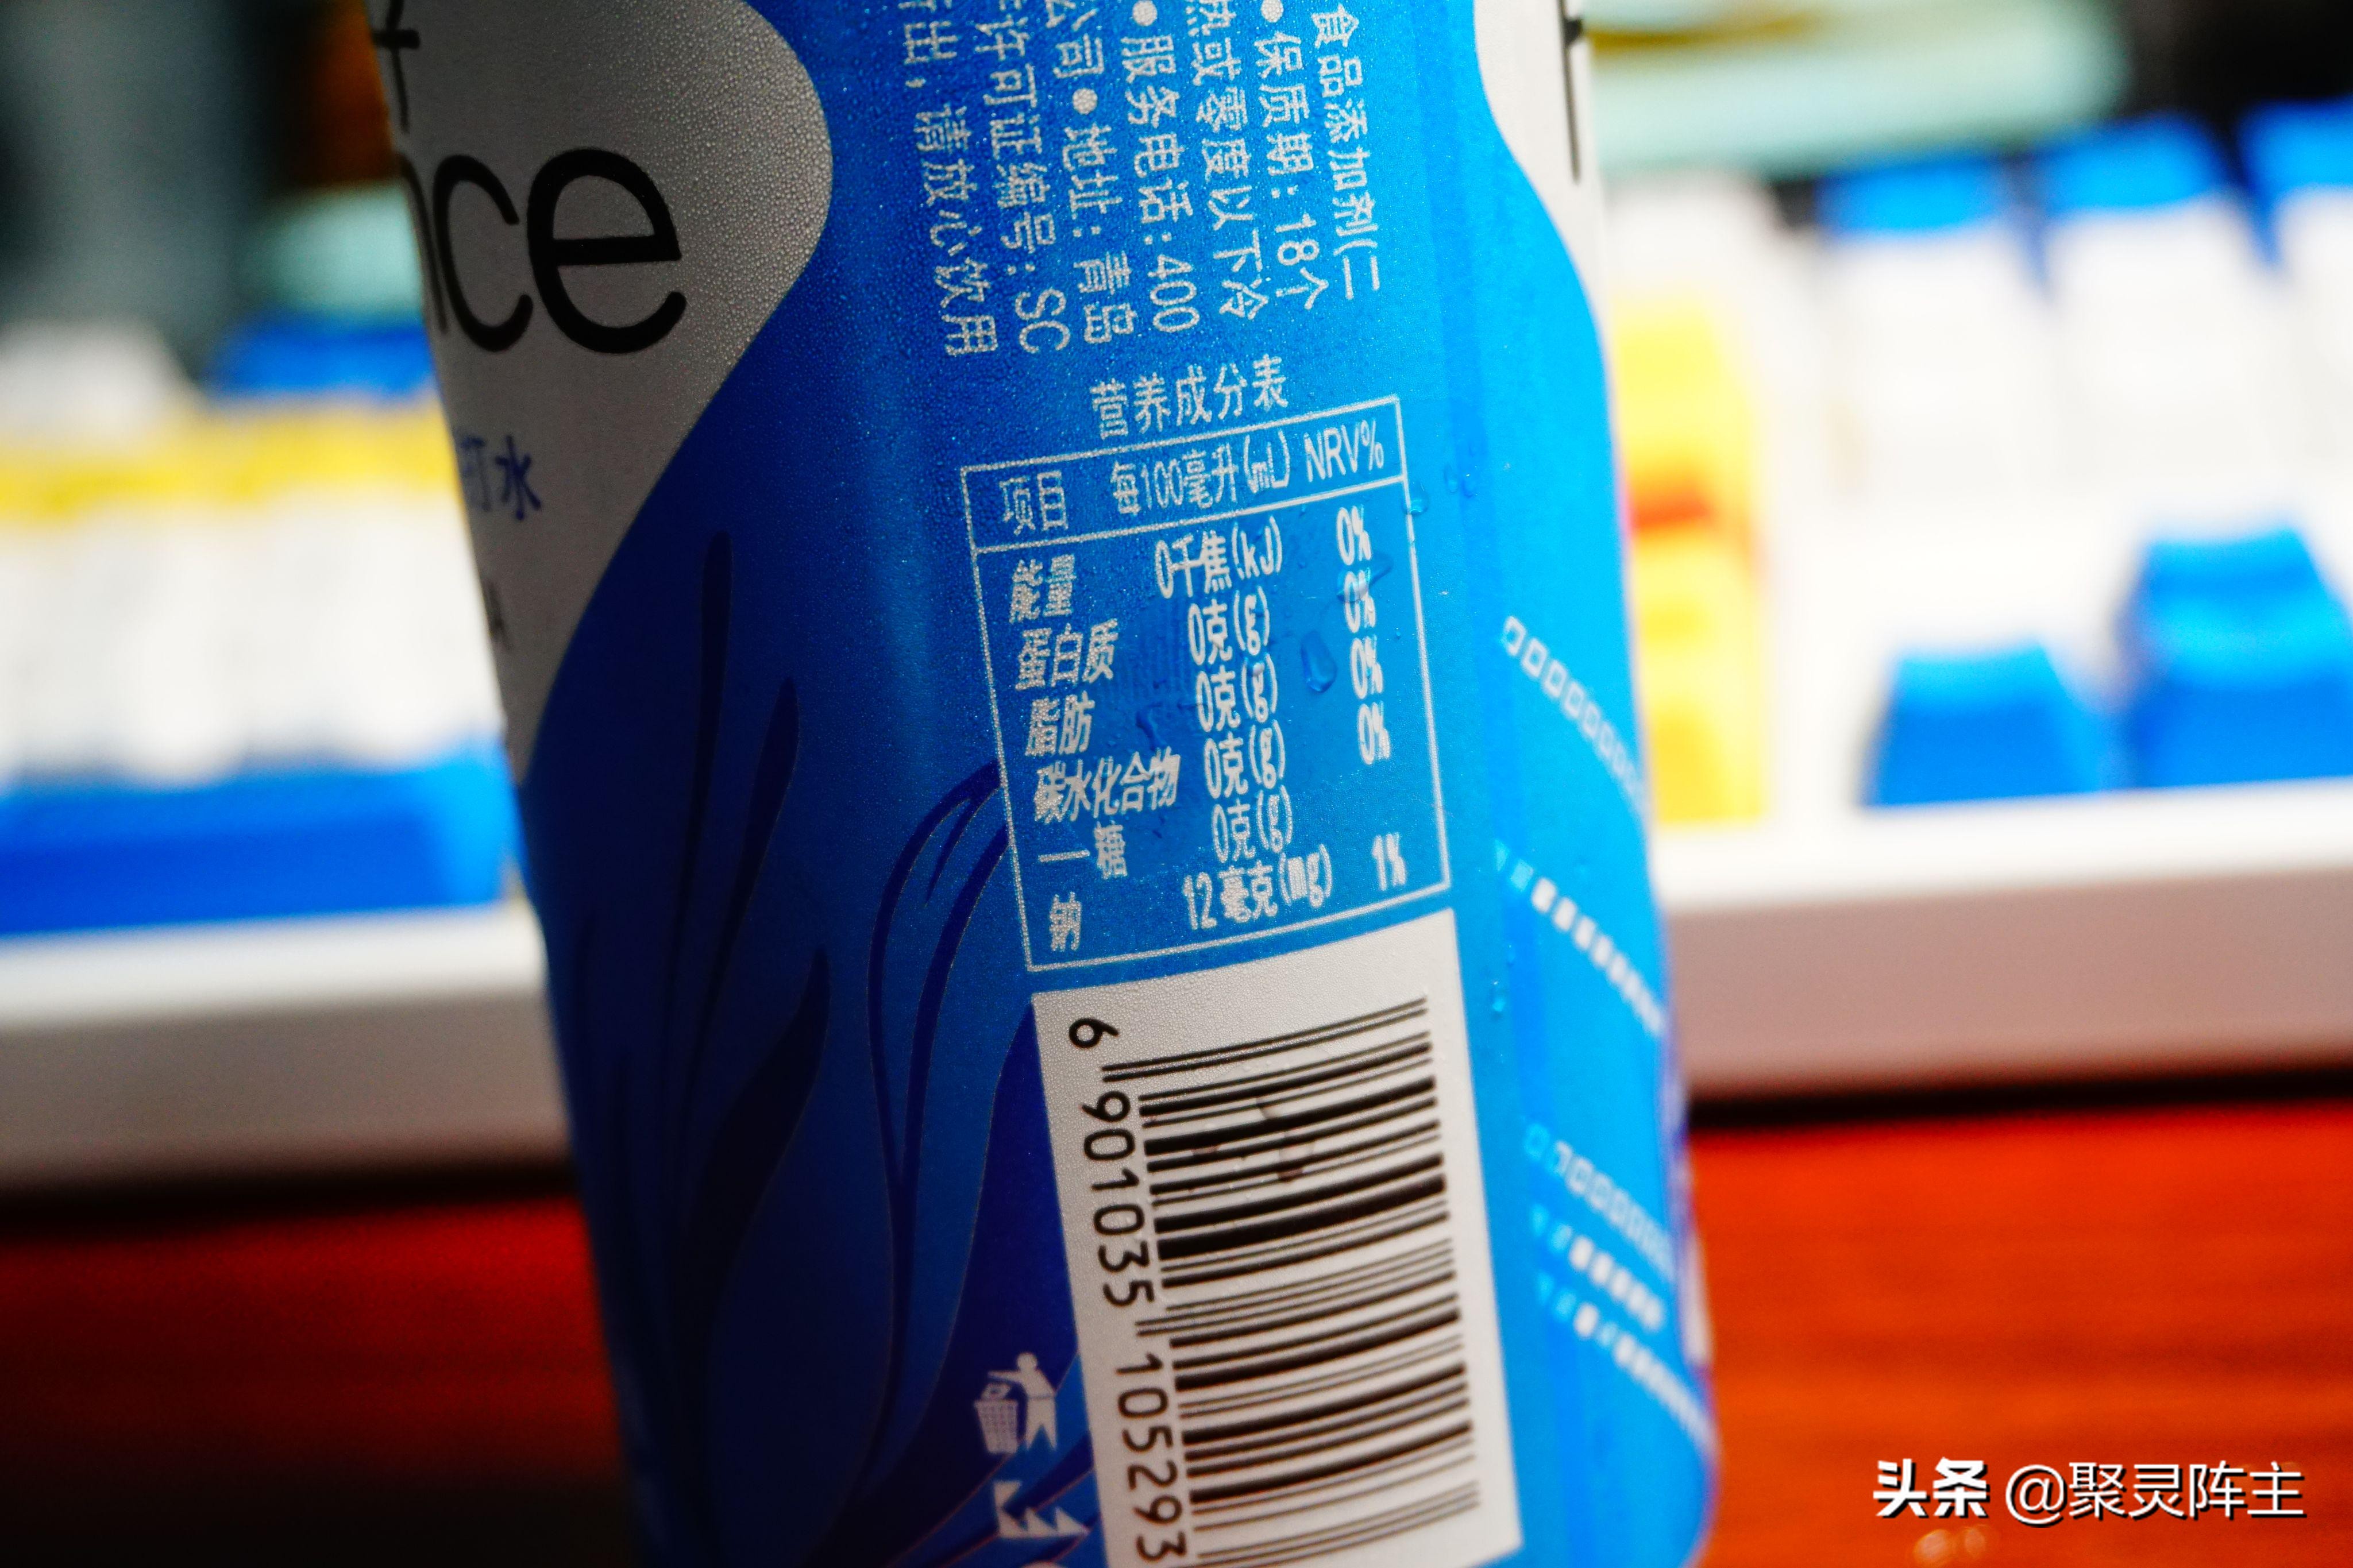 nce
打水
食品添加剂(二
●保质期: 18个
热或零度以下冷
●服务电话:400
公司●地址: 青岛
许可证编号: SC
出, 请放心饮用
营养成分表
项目 每100毫升(mL) NRV%
能量 0千焦(kJ) 0%
蛋白质 0克(g) 0%
脂肪 0克(g) 0%
碳水化合物 0克(g) 0%
—糖 0克(g)
钠 12毫克(mg) 1%
6 901035 105293
头条 @聚灵阵主